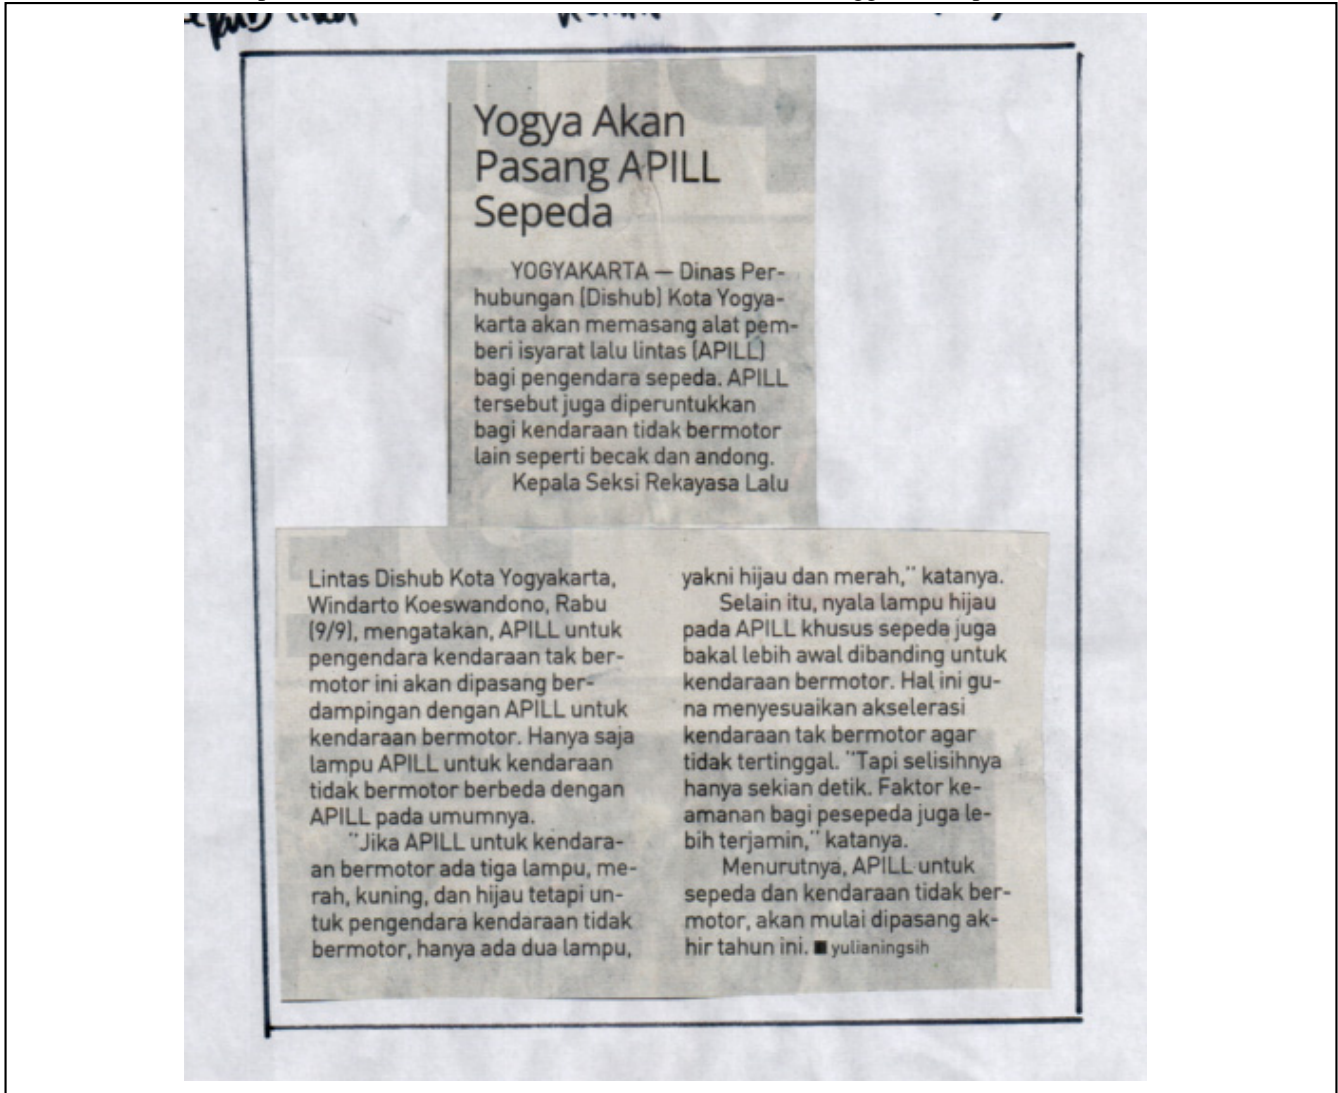 Yogya Akan
Pasang APILL
Sepeda
YOGYAKARTA — Dinas Per-
hubungan (Dishub) Kota Yogya-
karta akan memasang alat pem-
beri isyarat lalu lintas (APILL)
bagi pengendara sepeda. APILL
tersebut juga diperuntukkan
bagi kendaraan tidak bermotor
lain seperti becak dan andong.
Kepala Seksi Rekayasa Lalu
Lintas Dishub Kota Yogyakarta,
Windarto Koeswandono, Rabu
(9/9), mengatakan, APILL untuk
pengendara kendaraan tak ber-
motor ini akan dipasang ber-
dampingan dengan APILL untuk
kendaraan bermotor. Hanya saja
lampu APILL untuk kendaraan
tidak bermotor berbeda dengan
APILL pada umumnya.
"Jika APILL untuk kendara-
an bermotor ada tiga lampu, me-
rah, kuning, dan hijau tetapi un-
tuk pengendara kendaraan tidak
bermotor, hanya ada dua lampu,
yakni hijau dan merah," katanya.
Selain itu, nyala lampu hijau
pada APILL khusus sepeda juga
bakal lebih awal dibanding untuk
kendaraan bermotor. Hal ini gu-
na menyesuaikan akselerasi
kendaraan tak bermotor agar
tidak tertinggal. "Tapi selisihnya
hanya sekian detik. Faktor ke-
amanan bagi pesepeda juga le-
bih terjamin," katanya.
Menurutnya, APILL untuk
sepeda dan kendaraan tidak ber-
motor, akan mulai dipasang ak-
hir tahun ini. ■ yulianingsih